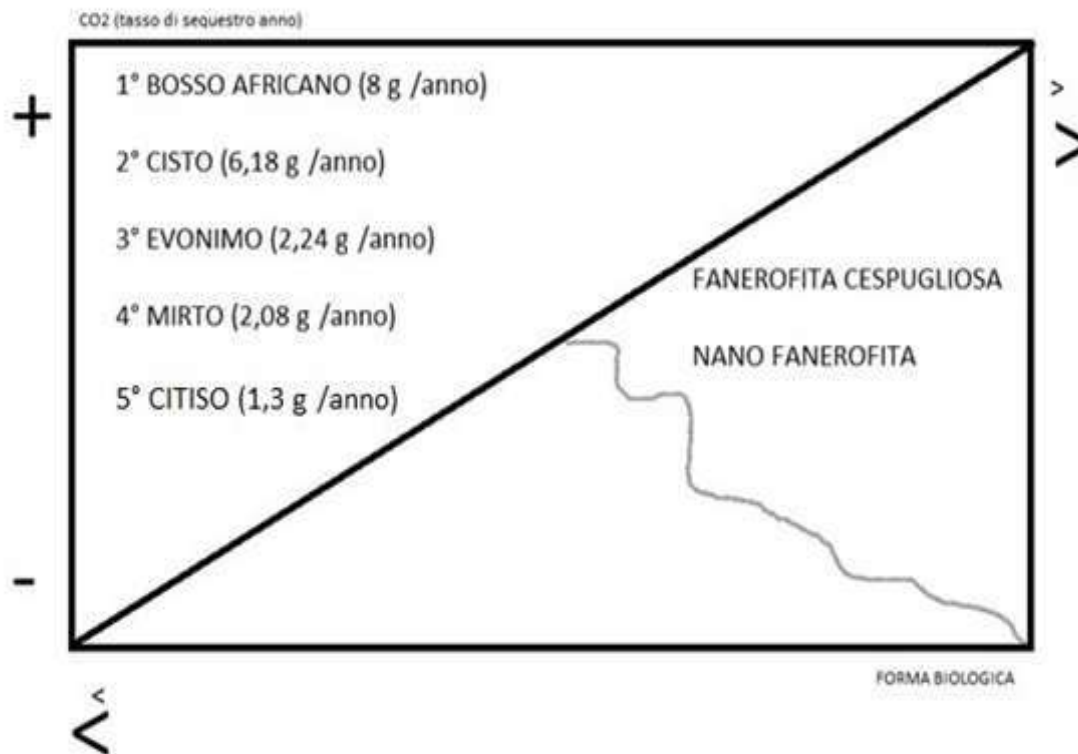 CO2 (tasso di sequestro anno)
+
1° BOSSO AFRICANO (8 g /anno)
>
>
2° CISTO (6,18 g /anno)
3° EVONIMO (2,24 g /anno)
FANEROFITA CESPUGLIOSA
4° MIRTO (2,08 g /anno)
NANO FANEROFITA
5° CITISO (1,3 g /anno)
-
FORMA BIOLOGICA
<
<